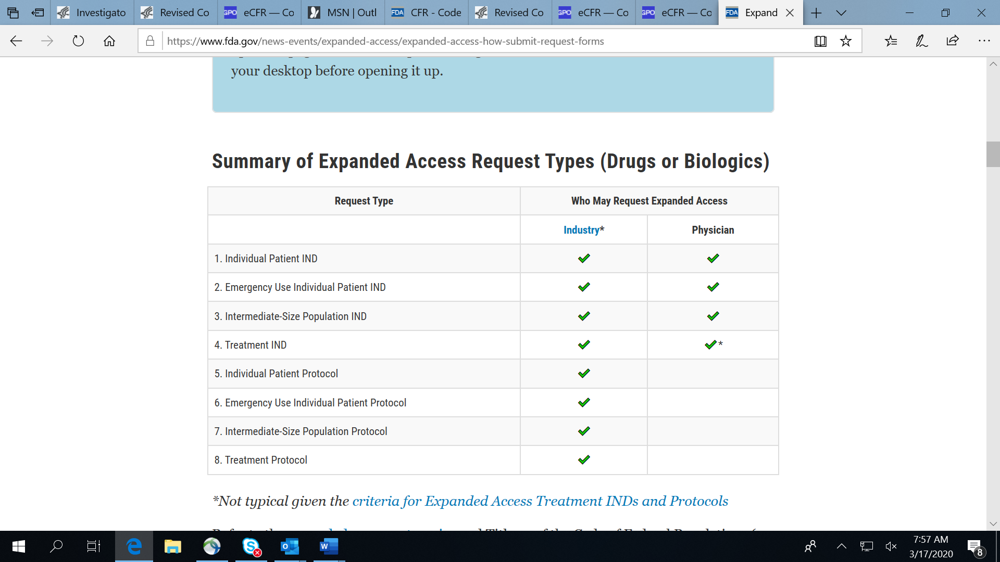 Investigato
Revised Co
GPO eCFR — Co
MSN | Outl
FDA CFR - Code
Revised Co
GPO eCFR — Co
GPO eCFR — Co
FDA Expand
https://www.fda.gov/news-events/expanded-access/expanded-access-how-submit-request-forms
your desktop before opening it up.
Summary of Expanded Access Request Types (Drugs or Biologics)
Request Type Who May Request Expanded Access
Industry* Physician
1. Individual Patient IND
2. Emergency Use Individual Patient IND
3. Intermediate-Size Population IND
4. Treatment IND *
5. Individual Patient Protocol
6. Emergency Use Individual Patient Protocol
7. Intermediate-Size Population Protocol
8. Treatment Protocol
*Not typical given the criteria for Expanded Access Treatment INDs and Protocols
7:57 AM
3/17/2020
8